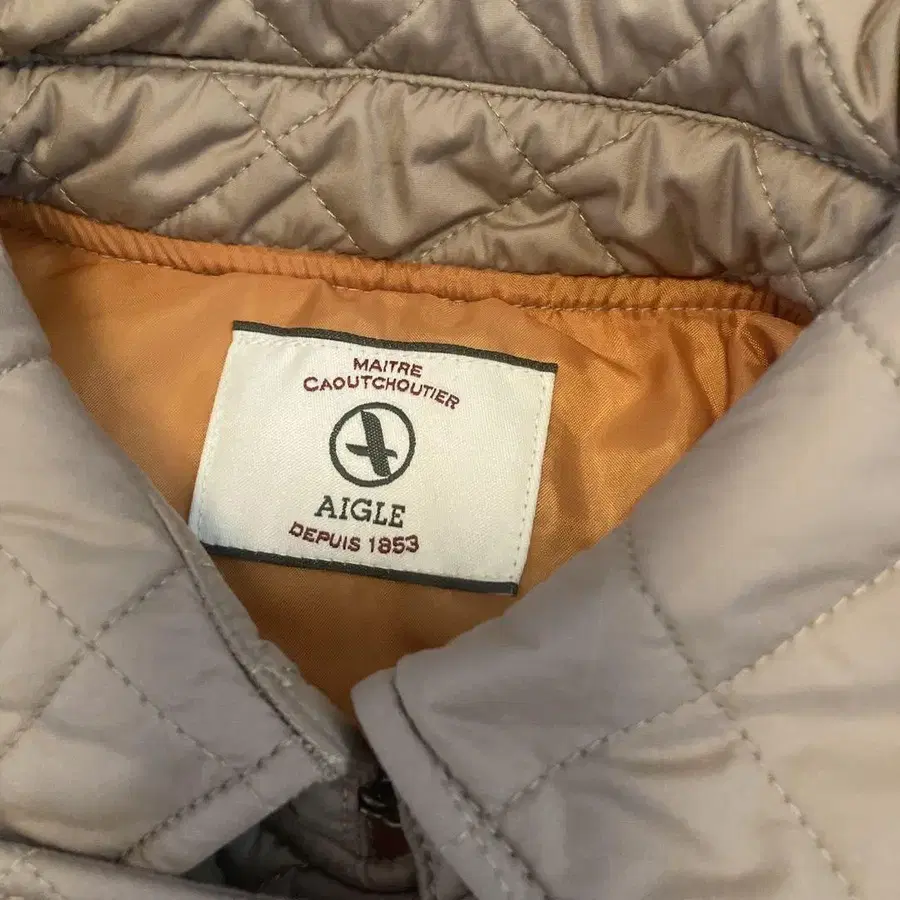 MAITRE
CAOUTCHOUTIER
AIGLE
DEPUIS 1853